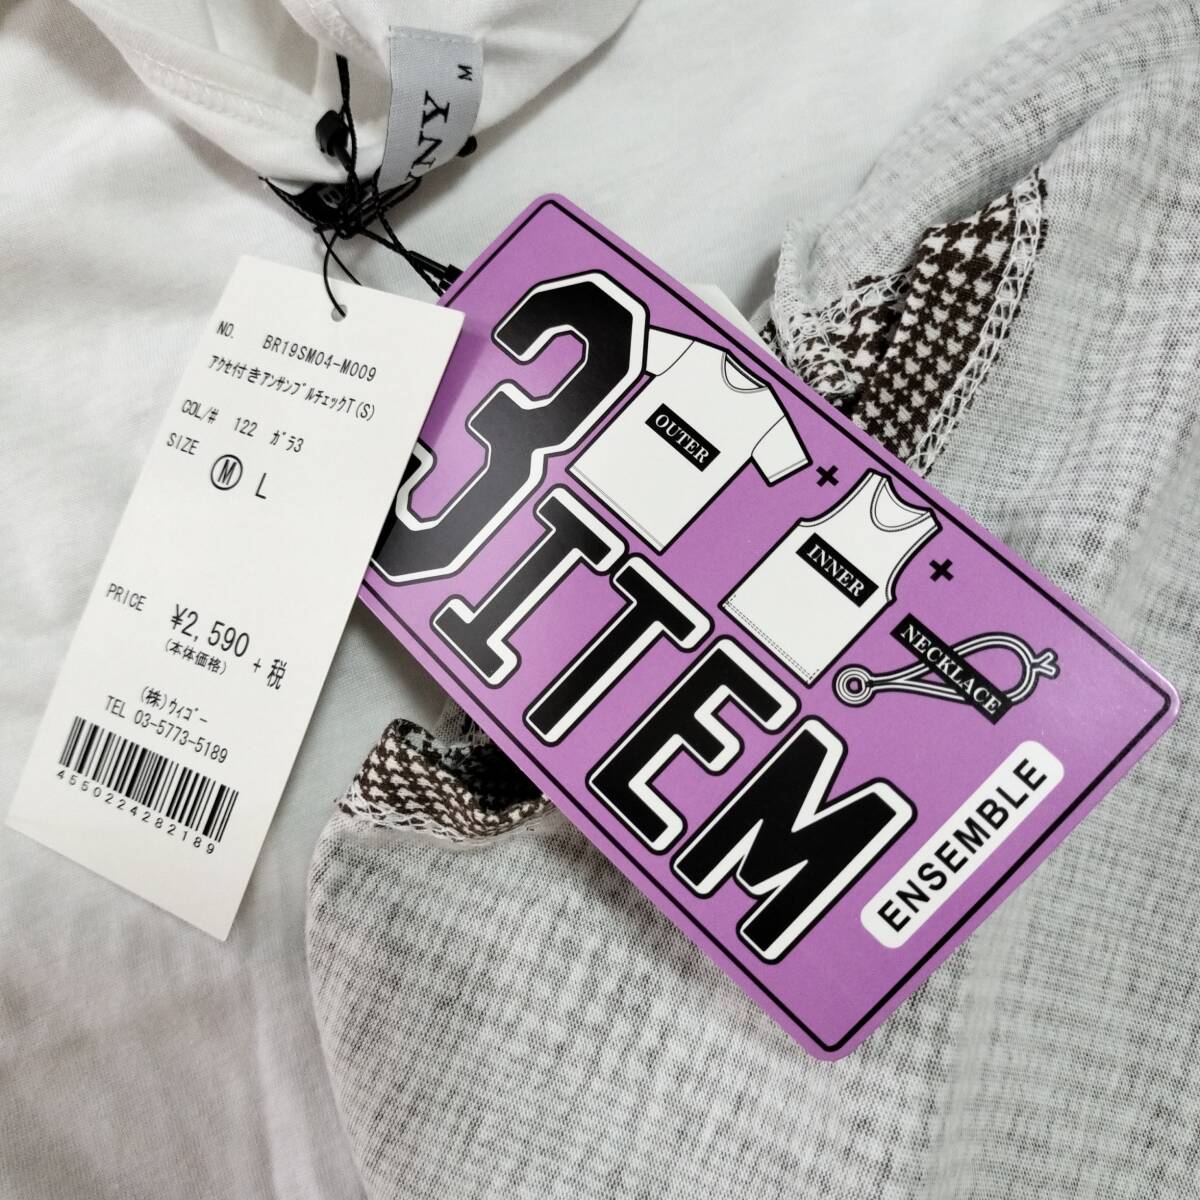 M
NNY
NO. BR19SM04-M009
アクセ付きアンサンブルチェックT(S)
COL/# 122 ガラ3
SIZE Ⓜ L
PRICE ¥2,590 +税
(本体価格)
(株)ウィゴー
TEL 03-5773-5189
4550224282189
3
ITEM
OUTER
+
INNER
+
NECKLACE
ENSEMBLE